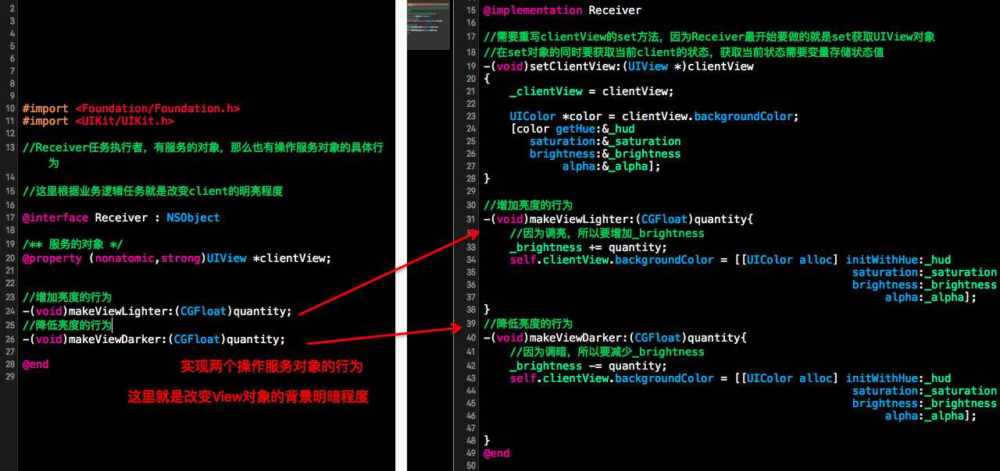 2
3
4
5
6
7
8
9
10 #import <Foundation/Foundation.h>
11 #import <UIKit/UIKit.h>
12
13 //Receiver任务执行者，有服务的对象，那么也有操作服务对象的具体行
为
14
15 //这里根据业务逻辑任务就是改变client的明亮程度
16
17 @interface Receiver : NSObject
18
19 /** 服务的对象 */
20 @property (nonatomic,strong)UIView *clientView;
21
22
23 //增加亮度的行为
24 -(void)makeViewLighter:(CGFloat)quantity;
25 //降低亮度的行为
26 -(void)makeViewDarker:(CGFloat)quantity;
27
28 @end
29
实现两个操作服务对象的行为
这里就是改变View对象的背景明暗程度
15 @implementation Receiver
16
17 //需要重写clientView的set方法，因为Receiver最开始要做的就是set获取UIView对象
18 //在set对象的同时要获取当前client的状态，获取当前状态需要变量存储状态值
19 -(void)setClientView:(UIView *)clientView
20 {
21 _clientView = clientView;
22
23 UIColor *color = clientView.backgroundColor;
24 [color getHue:&_hud
25 saturation:&_saturation
26 brightness:&_brightness
27 alpha:&_alpha];
28 }
29
30 //增加亮度的行为
31 -(void)makeViewLighter:(CGFloat)quantity{
32 //因为调亮，所以要增加_brightness
33 _brightness += quantity;
34 self.clientView.backgroundColor = [[UIColor alloc] initWithHue:_hud
35 saturation:_saturation
36 brightness:_brightness
37 alpha:_alpha];
38 }
39 //降低亮度的行为
40 -(void)makeViewDarker:(CGFloat)quantity{
41 //因为调暗，所以要减少_brightness
42 _brightness -= quantity;
43 self.clientView.backgroundColor = [[UIColor alloc] initWithHue:_hud
44 saturation:_saturation
45 brightness:_brightness
46 alpha:_alpha];
47
48 }
49 @end
50